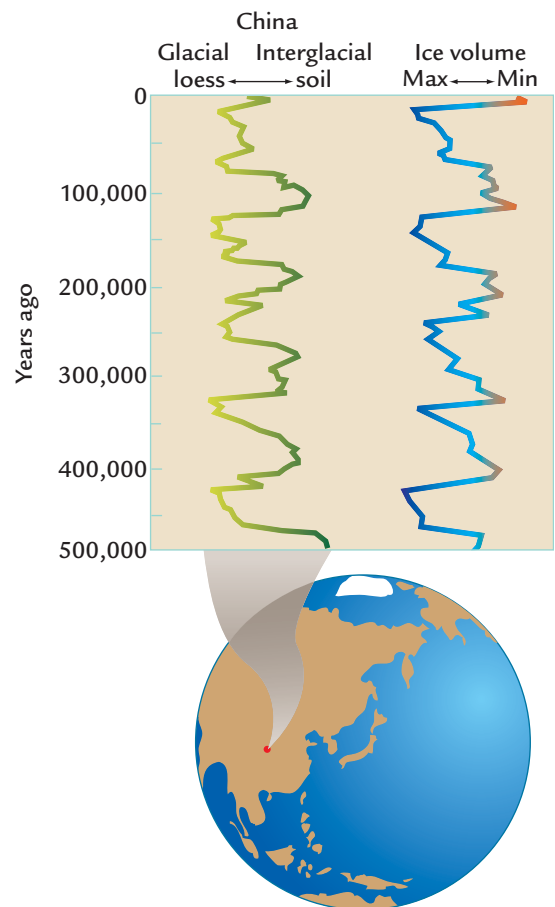 China
Glacial loess
Interglacial soil
Ice volume
Max
Min
Years ago
0
100,000
200,000
300,000
400,000
500,000